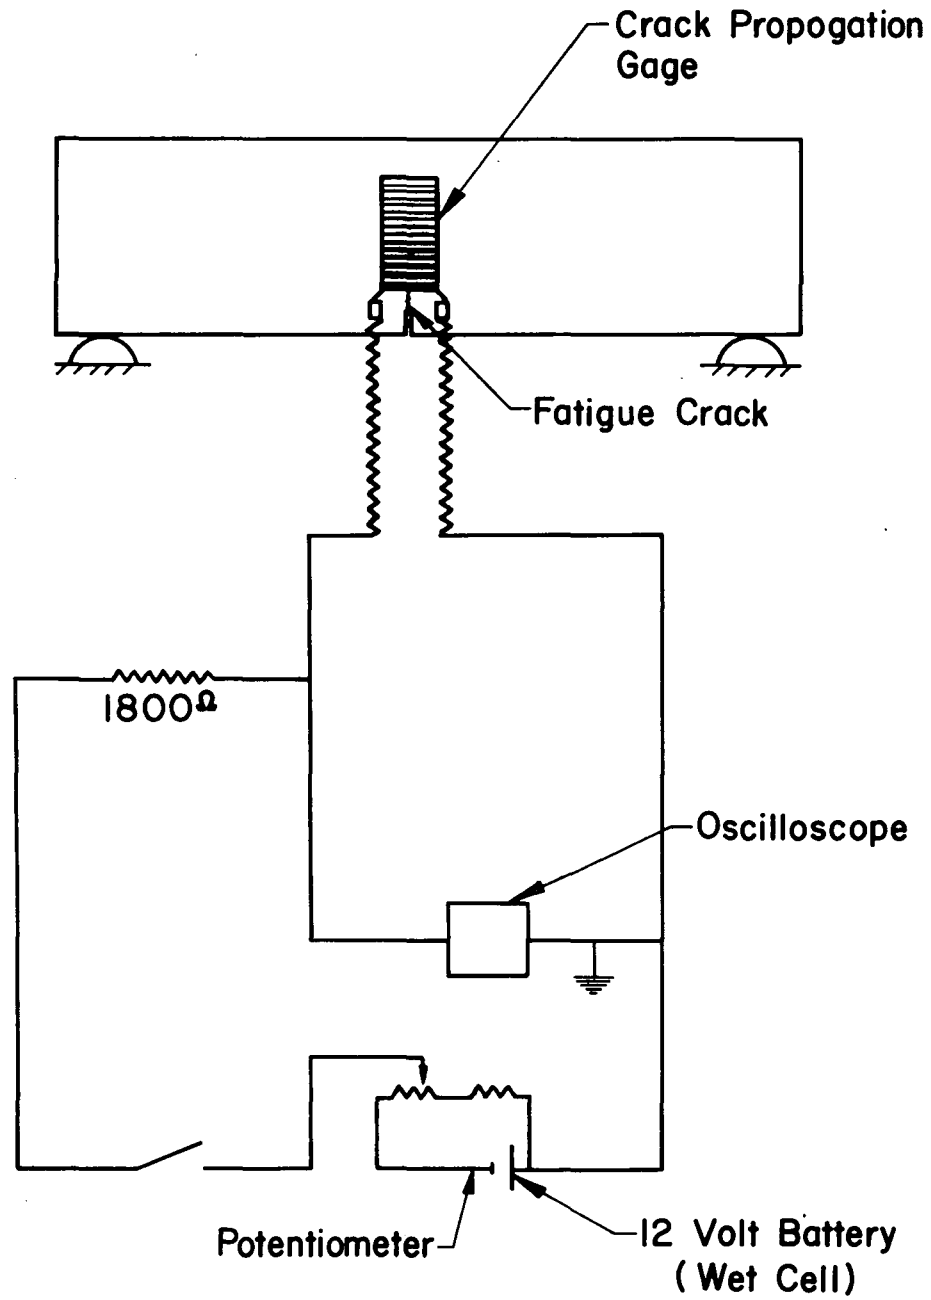 Crack Propogation
Gage
Fatigue Crack
1800Ω
Oscilloscope
Potentiometer
12 Volt Battery
(Wet Cell)